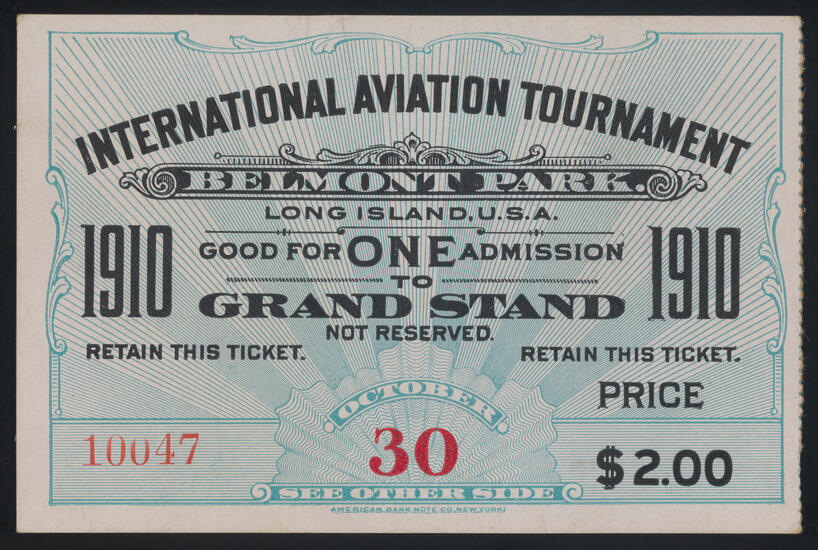 INTERNATIONAL AVIATION TOURNAMENT
BELMONT PARK.
LONG ISLAND, U.S.A.
1910 GOOD FOR ONE ADMISSION 1910
TO
GRAND STAND
NOT RESERVED.
RETAIN THIS TICKET. RETAIN THIS TICKET.
PRICE
OCTOBER
10047 30 $2.00
SEE OTHER SIDE
AMERICAN BANK NOTE CO. NEW YORK